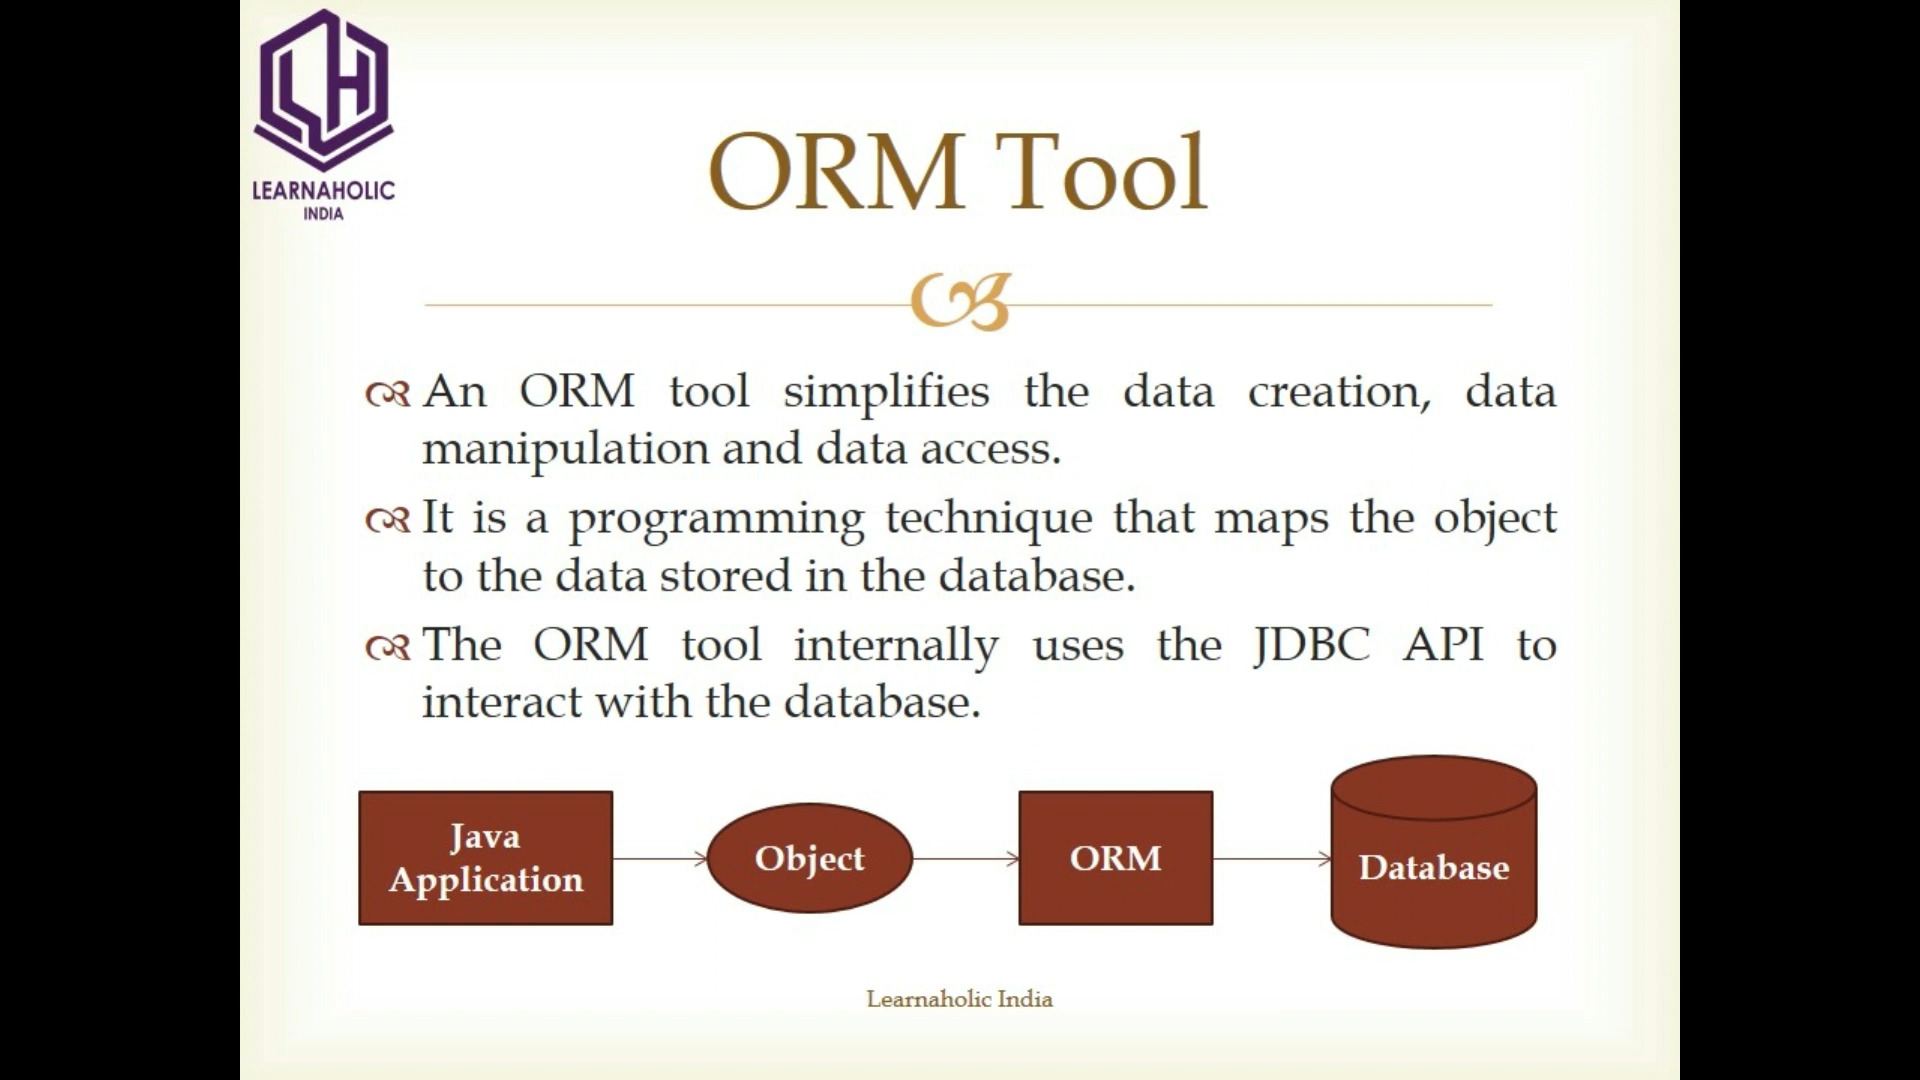 LEARNAHOLIC
INDIA
ORM Tool
An ORM tool simplifies the data creation, data
manipulation and data access.
It is a programming technique that maps the object
to the data stored in the database.
The ORM tool internally uses the JDBC API to
interact with the database.
Java
Application
Object
ORM
Database
Learnaholic India